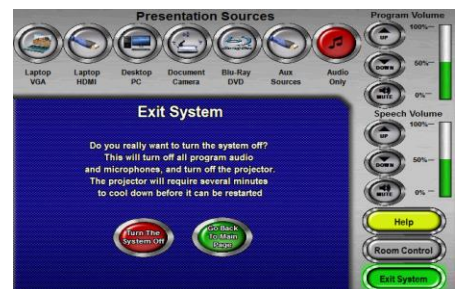 Presentation Sources
Laptop
VGA
Laptop
HDMI
Desktop
PC
Document
Camera
Blu-Ray
DVD
Aux
Sources
Audio
Only
Exit System
Do you really want to turn the system off?
This will turn off all program audio
and microphones, and turn off the projector.
The projector will require several minutes
to cool down before it can be restarted
Turn The
System Off
Go Back
To Main
Page
Program Volume
UP
100%
DOWN
50%
MUTE
0%
Speech Volume
UP
100%
DOWN
50%
MUTE
0%
Help
Room Control
Exit System